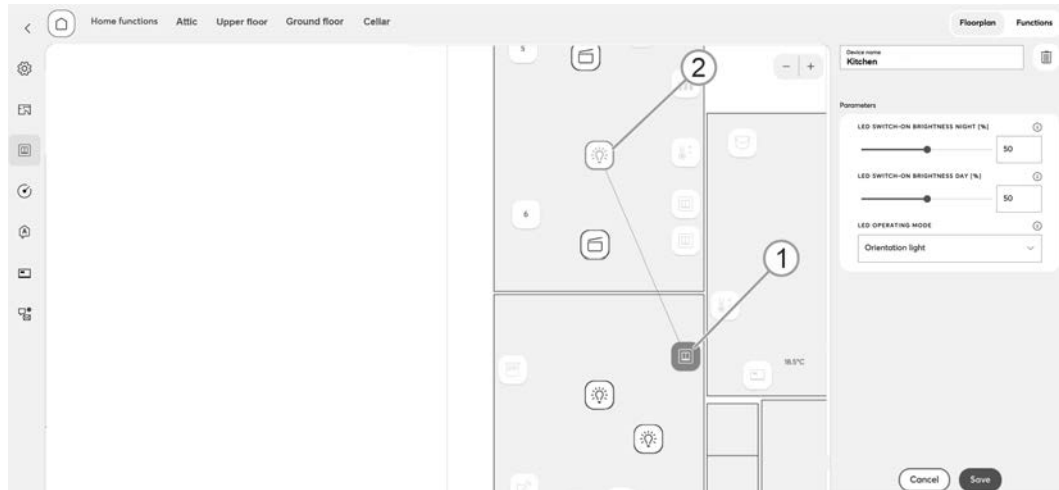 Home functions Attic Upper floor Ground floor Cellar
Floorplan Functions
5
2
- +
Device name
Kitchen
Parameters
LED SWITCH-ON BRIGHTNESS NIGHT [%]
50
LED SWITCH-ON BRIGHTNESS DAY [%]
50
6
LED OPERATING MODE
Orientation light
1
18.5°C
Cancel Save